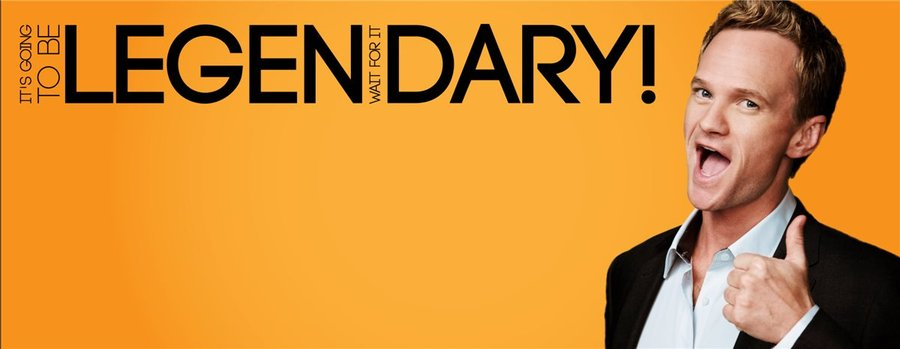 IT'S GOING
TO BE
LEGEN
WAIT FOR IT
DARY!